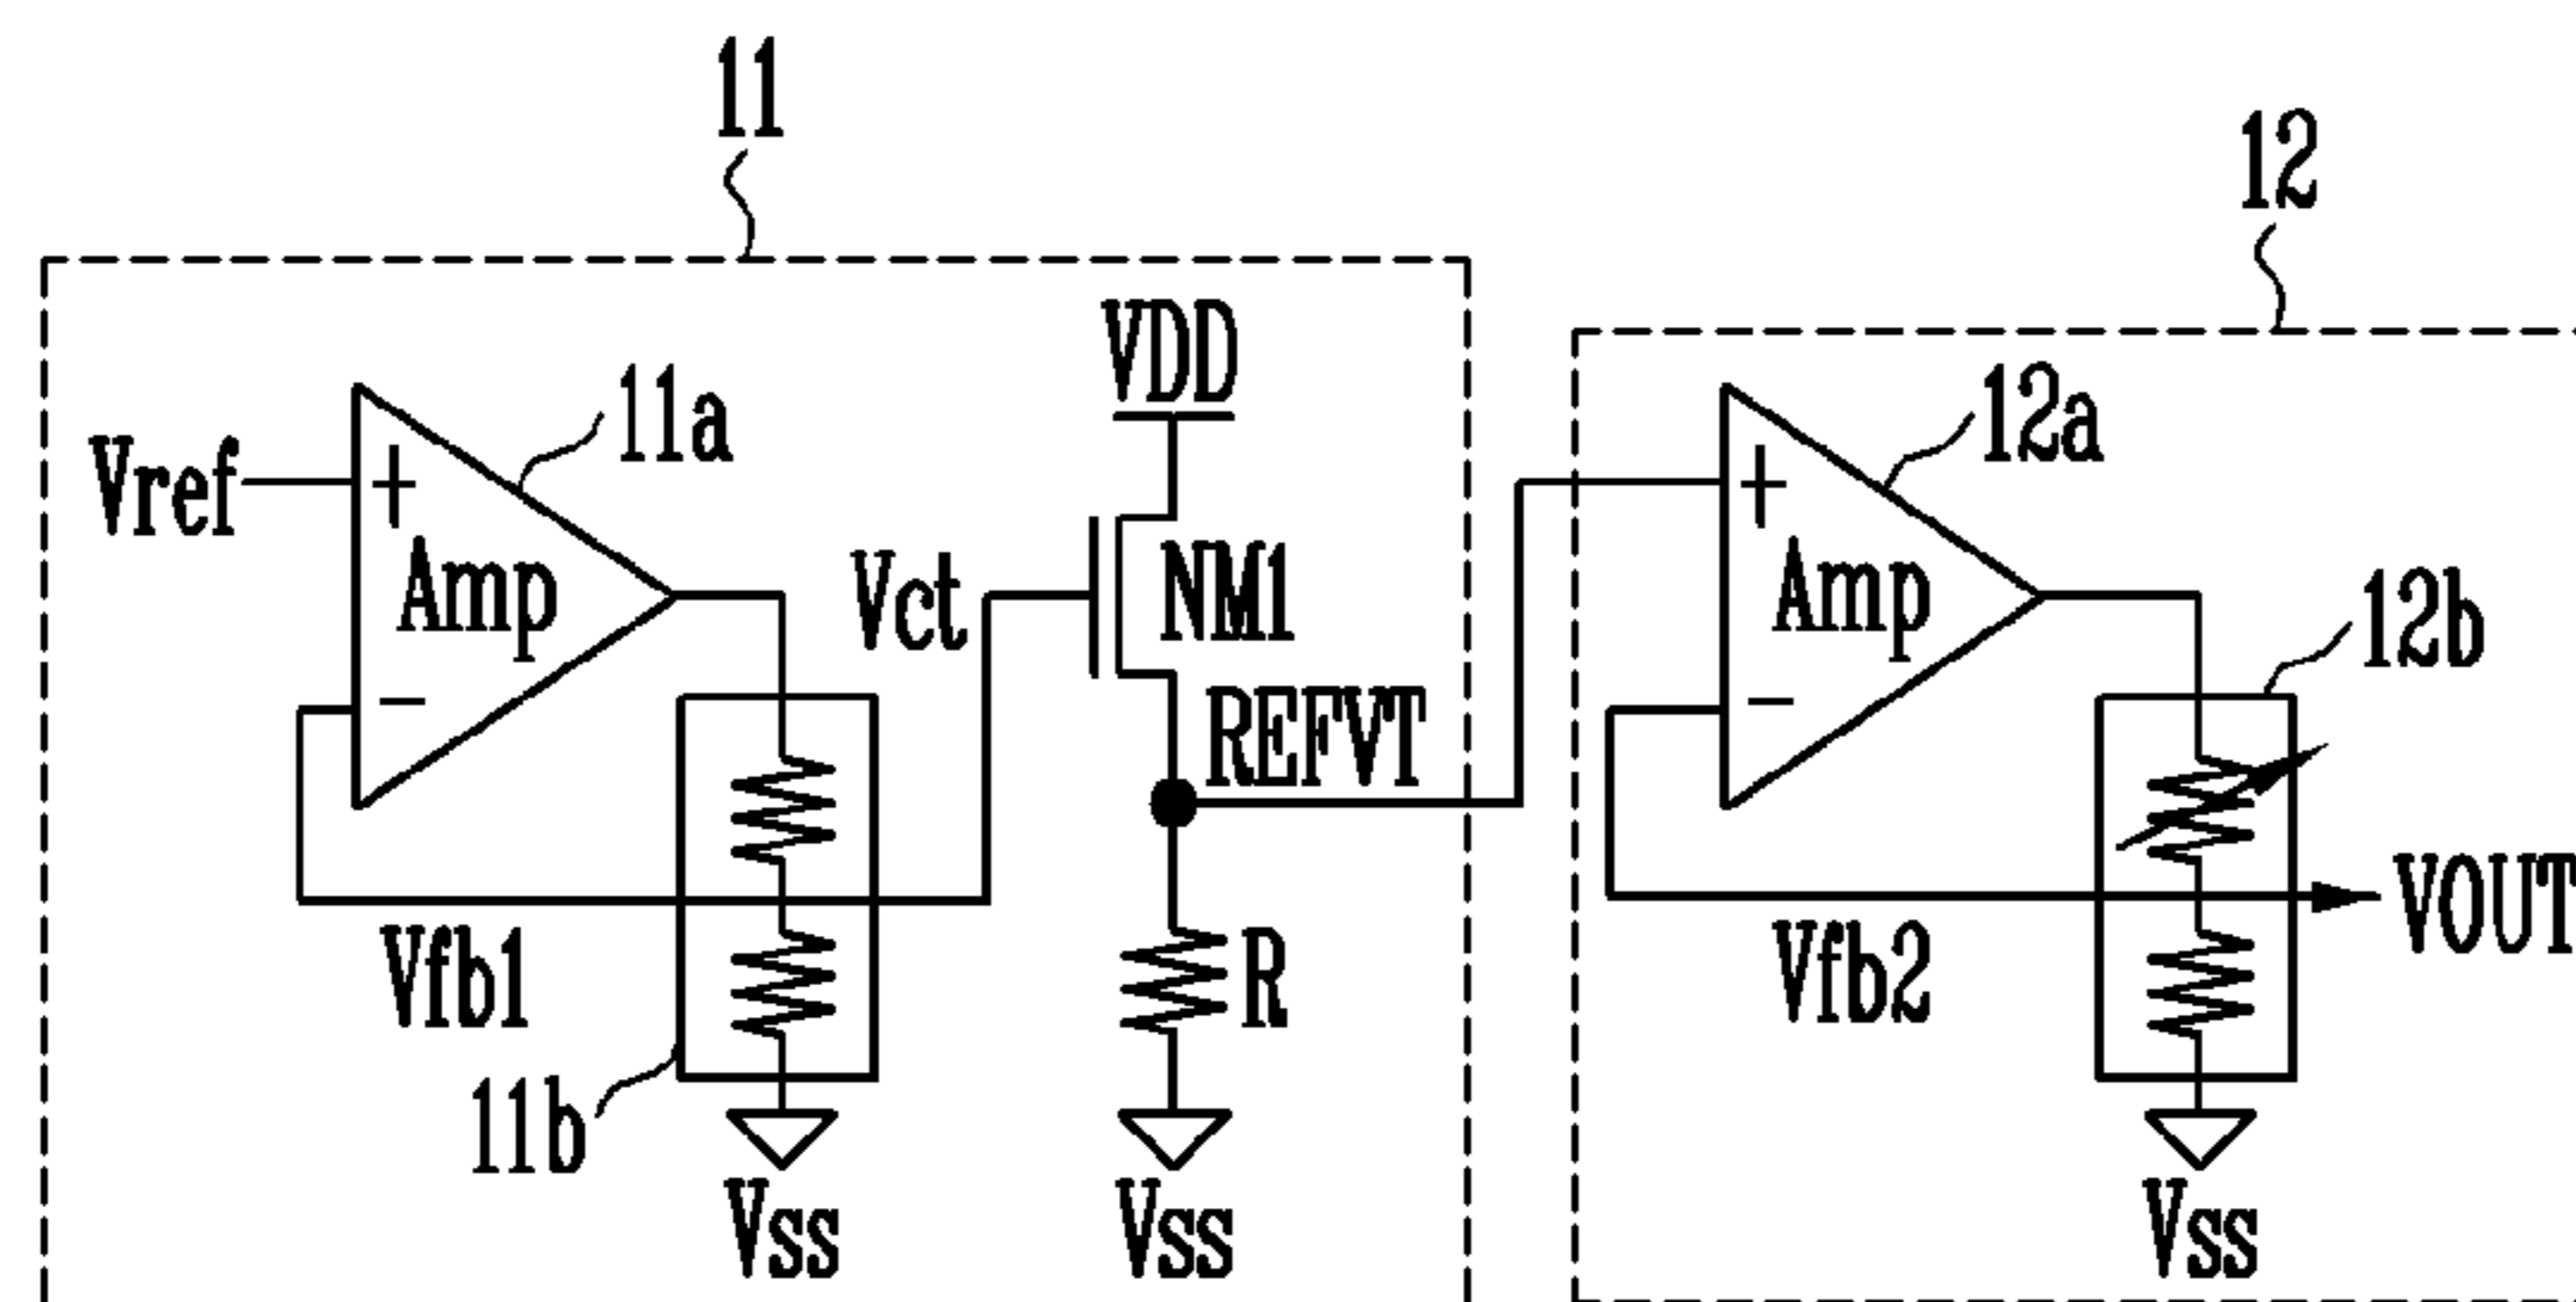 11
12
VDD
11a
12a
Vref
+
+
Amp
Vct
NM1
Amp
12b
-
REFVT
-
VOUT
Vfb1
R
Vfb2
11b
Vss
Vss
Vss